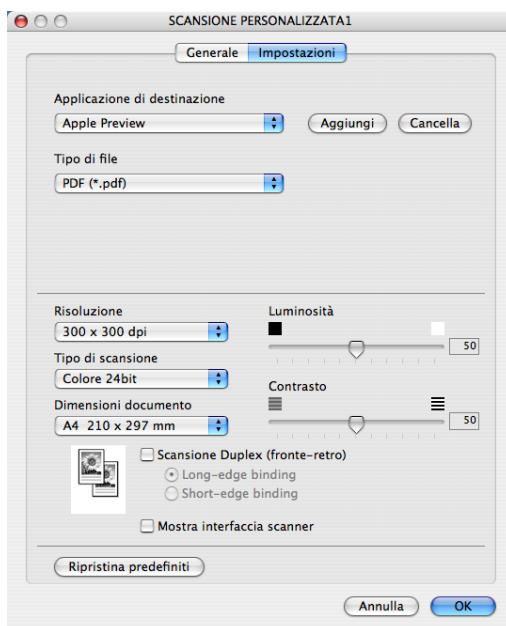 SCANSIONE PERSONALIZZATA1
Generale Impostazioni
Applicazione di destinazione
Apple Preview Aggiungi Cancella
Tipo di file
PDF (*.pdf)
Risoluzione Luminosità
300 x 300 dpi 50
Tipo di scansione
Colore 24bit
Contrasto
Dimensioni documento
A4 210 x 297 mm 50
Scansione Duplex (fronte-retro)
Long-edge binding
Short-edge binding
Mostra interfaccia scanner
Ripristina predefiniti
Annulla OK